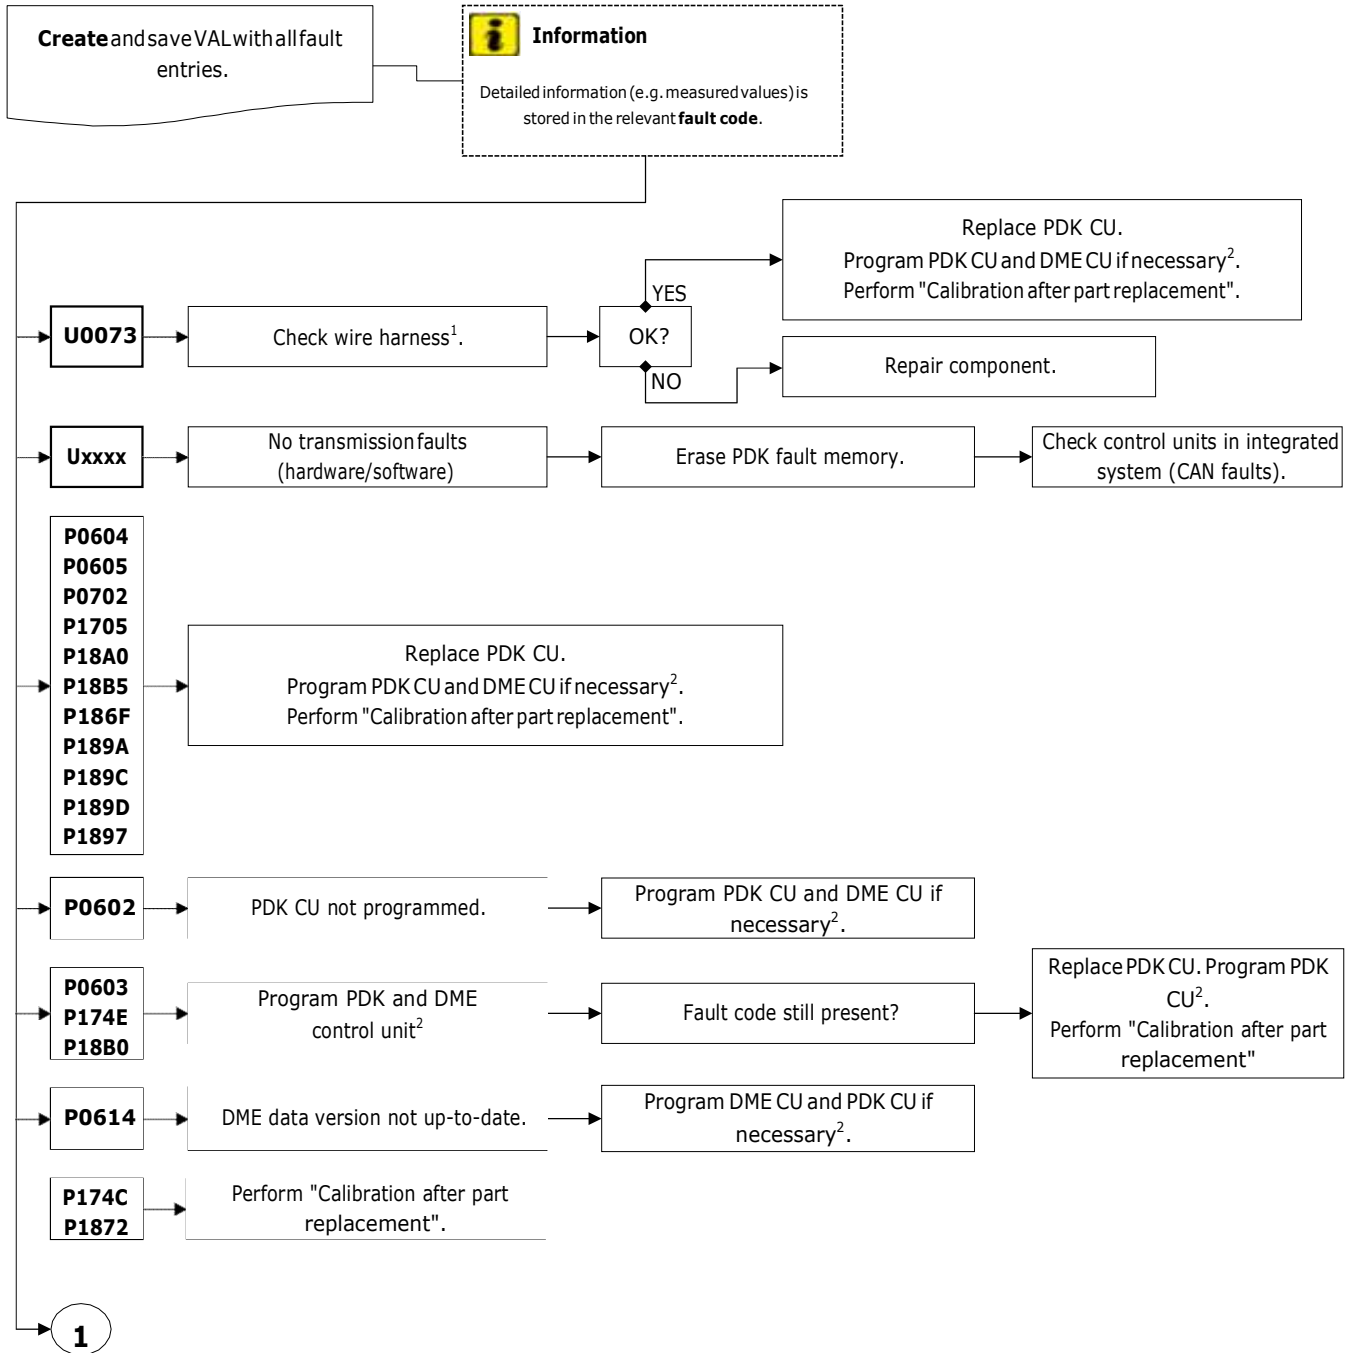 Create and save VAL with all fault
entries.
Information
Detailed information (e.g. measured values) is
stored in the relevant fault code.
Replace PDK CU.
Program PDK CU and DME CU if necessary².
Perform "Calibration after part replacement".
YES
U0073
Check wire harness¹.
OK?
NO
Repair component.
Uxxxx
No transmission faults
(hardware/software)
Erase PDK fault memory.
Check control units in integrated
system (CAN faults).
P0604
P0605
P0702
P1705
P18A0
P18B5
P186F
P189A
P189C
P189D
P1897
Replace PDK CU.
Program PDK CU and DME CU if necessary².
Perform "Calibration after part replacement".
P0602
PDK CU not programmed.
Program PDK CU and DME CU if
necessary².
P0603
P174E
P18B0
Program PDK and DME
control unit²
Fault code still present?
Replace PDK CU. Program PDK
CU².
Perform "Calibration after part
replacement"
P0614
DME data version not up-to-date.
Program DME CU and PDK CU if
necessary².
P174C
P1872
Perform "Calibration after part
replacement".
1